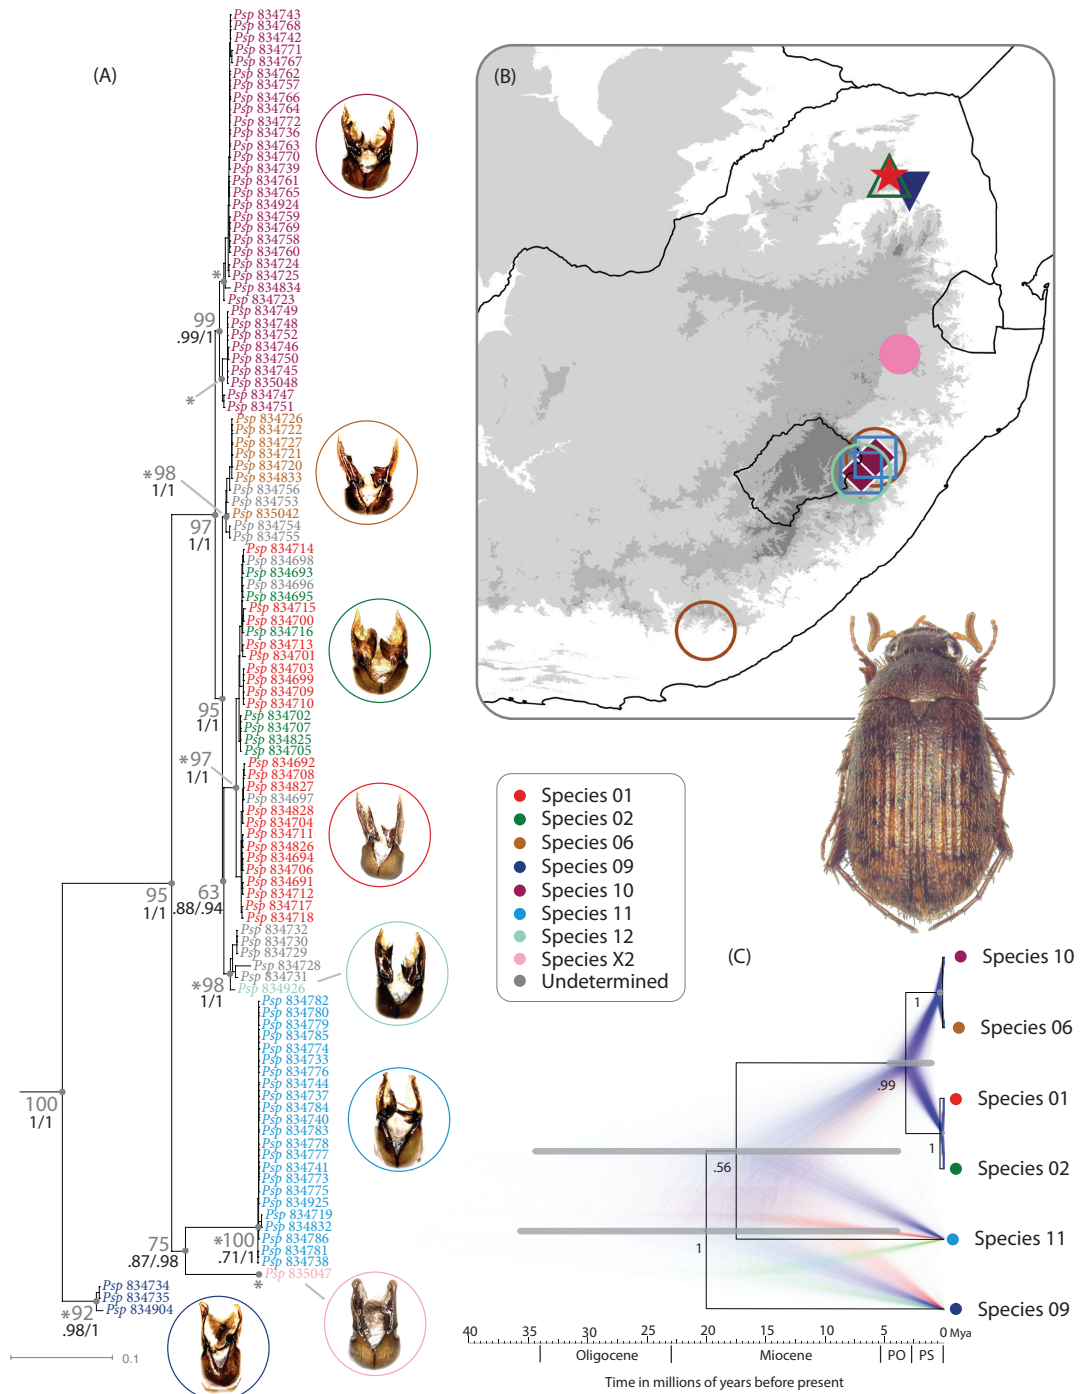 (A)
Psp 834743
Psp 834768
Psp 834742
Psp 834771
Psp 834767
Psp 834762
Psp 834757
Psp 834766
Psp 834764
Psp 834772
Psp 834736
Psp 834763
Psp 834770
Psp 834739
Psp 834761
Psp 834765
Psp 834924
Psp 834759
Psp 834769
Psp 834758
Psp 834760
Psp 834724
Psp 834725
Psp 834834
Psp 834723
Psp 834749
Psp 834748
Psp 834752
Psp 834746
Psp 834750
Psp 834745
Psp 835048
Psp 834747
Psp 834751
Psp 834726
Psp 834722
Psp 834727
Psp 834721
Psp 834720
Psp 834833
Psp 834756
Psp 834753
Psp 835042
Psp 834754
Psp 834755
Psp 834714
Psp 834698
Psp 834693
Psp 834696
Psp 834695
Psp 834715
Psp 834700
Psp 834716
Psp 834713
Psp 834701
Psp 834703
Psp 834699
Psp 834709
Psp 834710
Psp 834702
Psp 834707
Psp 834825
Psp 834705
Psp 834692
Psp 834708
Psp 834827
Psp 834697
Psp 834828
Psp 834704
Psp 834711
Psp 834826
Psp 834694
Psp 834706
Psp 834691
Psp 834712
Psp 834717
Psp 834718
Psp 834732
Psp 834730
Psp 834729
Psp 834728
Psp 834731
Psp 834926
Psp 834782
Psp 834780
Psp 834779
Psp 834785
Psp 834774
Psp 834733
Psp 834776
Psp 834744
Psp 834737
Psp 834784
Psp 834740
Psp 834783
Psp 834778
Psp 834777
Psp 834741
Psp 834773
Psp 834775
Psp 834925
Psp 834719
Psp 834832
Psp 834786
Psp 834781
Psp 834738
Psp 835047
Psp 834734
Psp 834735
Psp 834904
*
99
.99/1
*
*98
1/1
97
1/1
95
1/1
*97
1/1
63
.88/.94
95
1/1
*98
1/1
100
1/1
*100
.71/1
75
.87/.98
*
*92
.98/1
0.1
(B)
Species 01
Species 02
Species 06
Species 09
Species 10
Species 11
Species 12
Species X2
Undetermined
(C)
Species 10
Species 06
Species 01
Species 02
Species 11
Species 09
1
.99
1
.56
1
40 35 30 25 20 15 10 5 0 Mya
Oligocene Miocene PO PS
Time in millions of years before present